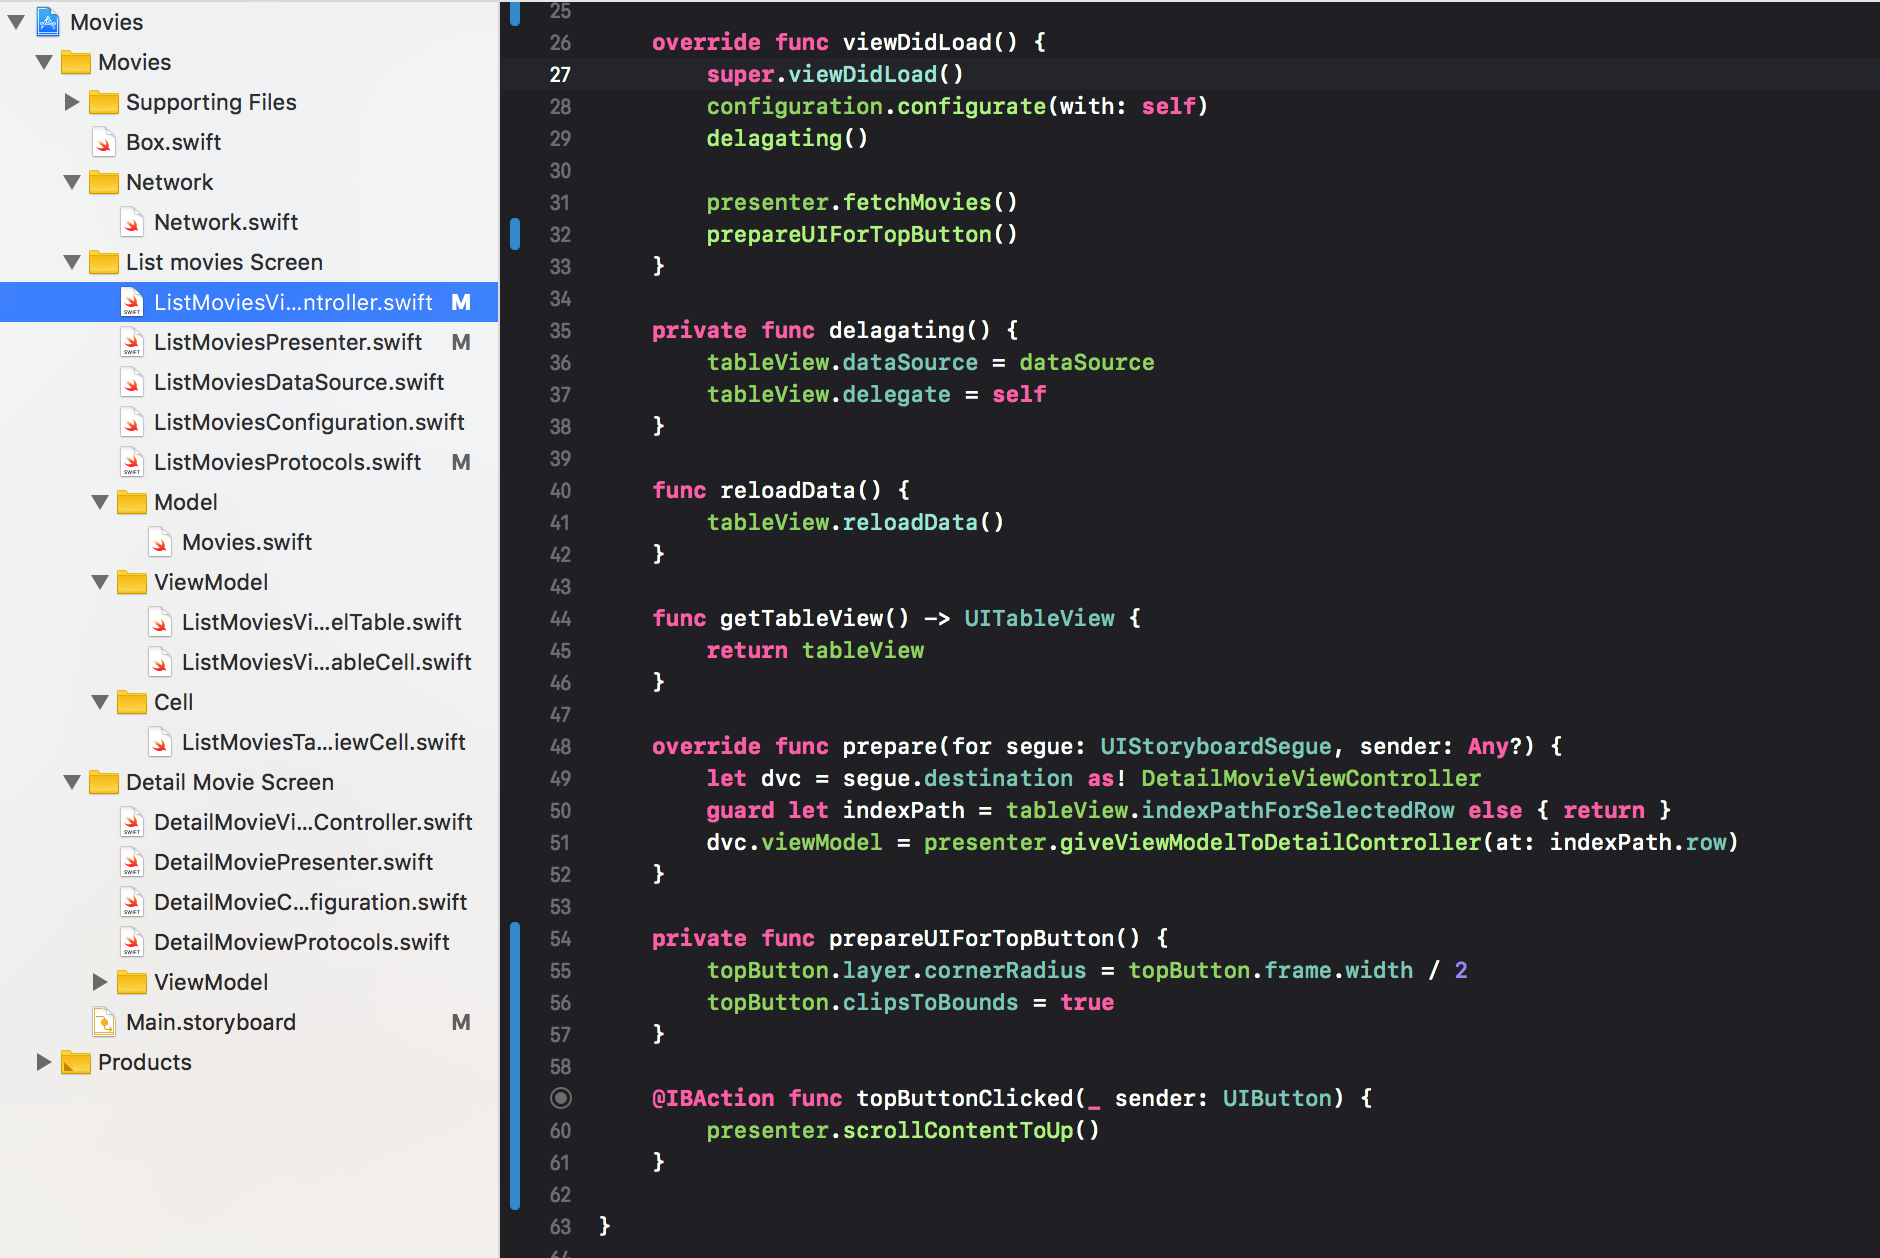 Movies
Movies
Supporting Files
Box.swift
Network
Network.swift
List movies Screen
ListMoviesVi...ntroller.swift M
ListMoviesPresenter.swift M
ListMoviesDataSource.swift
ListMoviesConfiguration.swift
ListMoviesProtocols.swift M
Model
Movies.swift
ViewModel
ListMoviesVi...elTable.swift
ListMoviesVi...ableCell.swift
Cell
ListMoviesTa...iewCell.swift
Detail Movie Screen
DetailMovieVi...Controller.swift
DetailMoviePresenter.swift
DetailMovieC...figuration.swift
DetailMoviewProtocols.swift
ViewModel
Main.storyboard M
Products
25
26 override func viewDidLoad() {
27 super.viewDidLoad()
28 configuration.configurate(with: self)
29 delagating()
30
31 presenter.fetchMovies()
32 prepareUIForTopButton()
33 }
34
35 private func delagating() {
36 tableView.dataSource = dataSource
37 tableView.delegate = self
38 }
39
40 func reloadData() {
41 tableView.reloadData()
42 }
43
44 func getTableView() -> UITableView {
45 return tableView
46 }
47
48 override func prepare(for segue: UIStoryboardSegue, sender: Any?) {
49 let dvc = segue.destination as! DetailMovieViewController
50 guard let indexPath = tableView.indexPathForSelectedRow else { return }
51 dvc.viewModel = presenter.giveViewModelToDetailController(at: indexPath.row)
52 }
53
54 private func prepareUIForTopButton() {
55 topButton.layer.cornerRadius = topButton.frame.width / 2
56 topButton.clipsToBounds = true
57 }
58
@IBAction func topButtonClicked(_ sender: UIButton) {
60 presenter.scrollContentToUp()
61 }
62
63 }
64